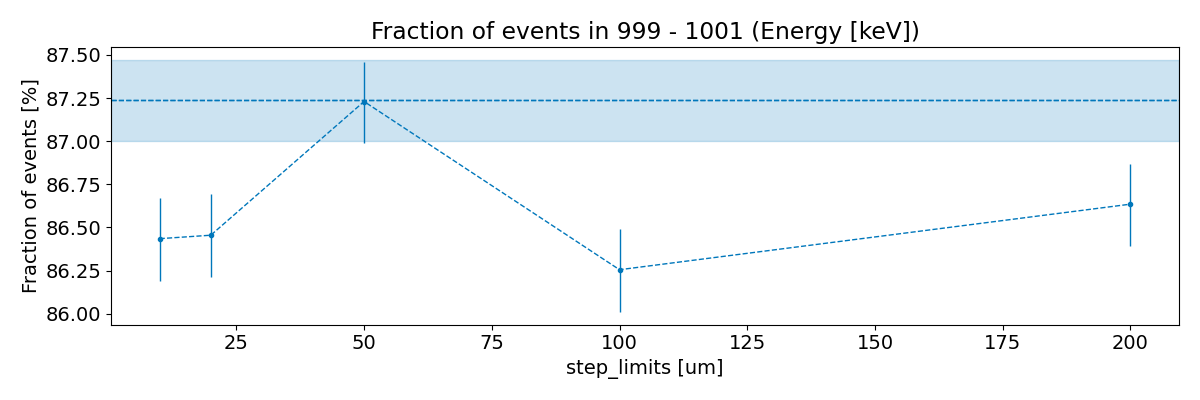 Fraction of events in 999 - 1001 (Energy [keV])
Fraction of events [%]
87.50
87.25
87.00
86.75
86.50
86.25
86.00
25 50 75 100 125 150 175 200
step_limits [um]